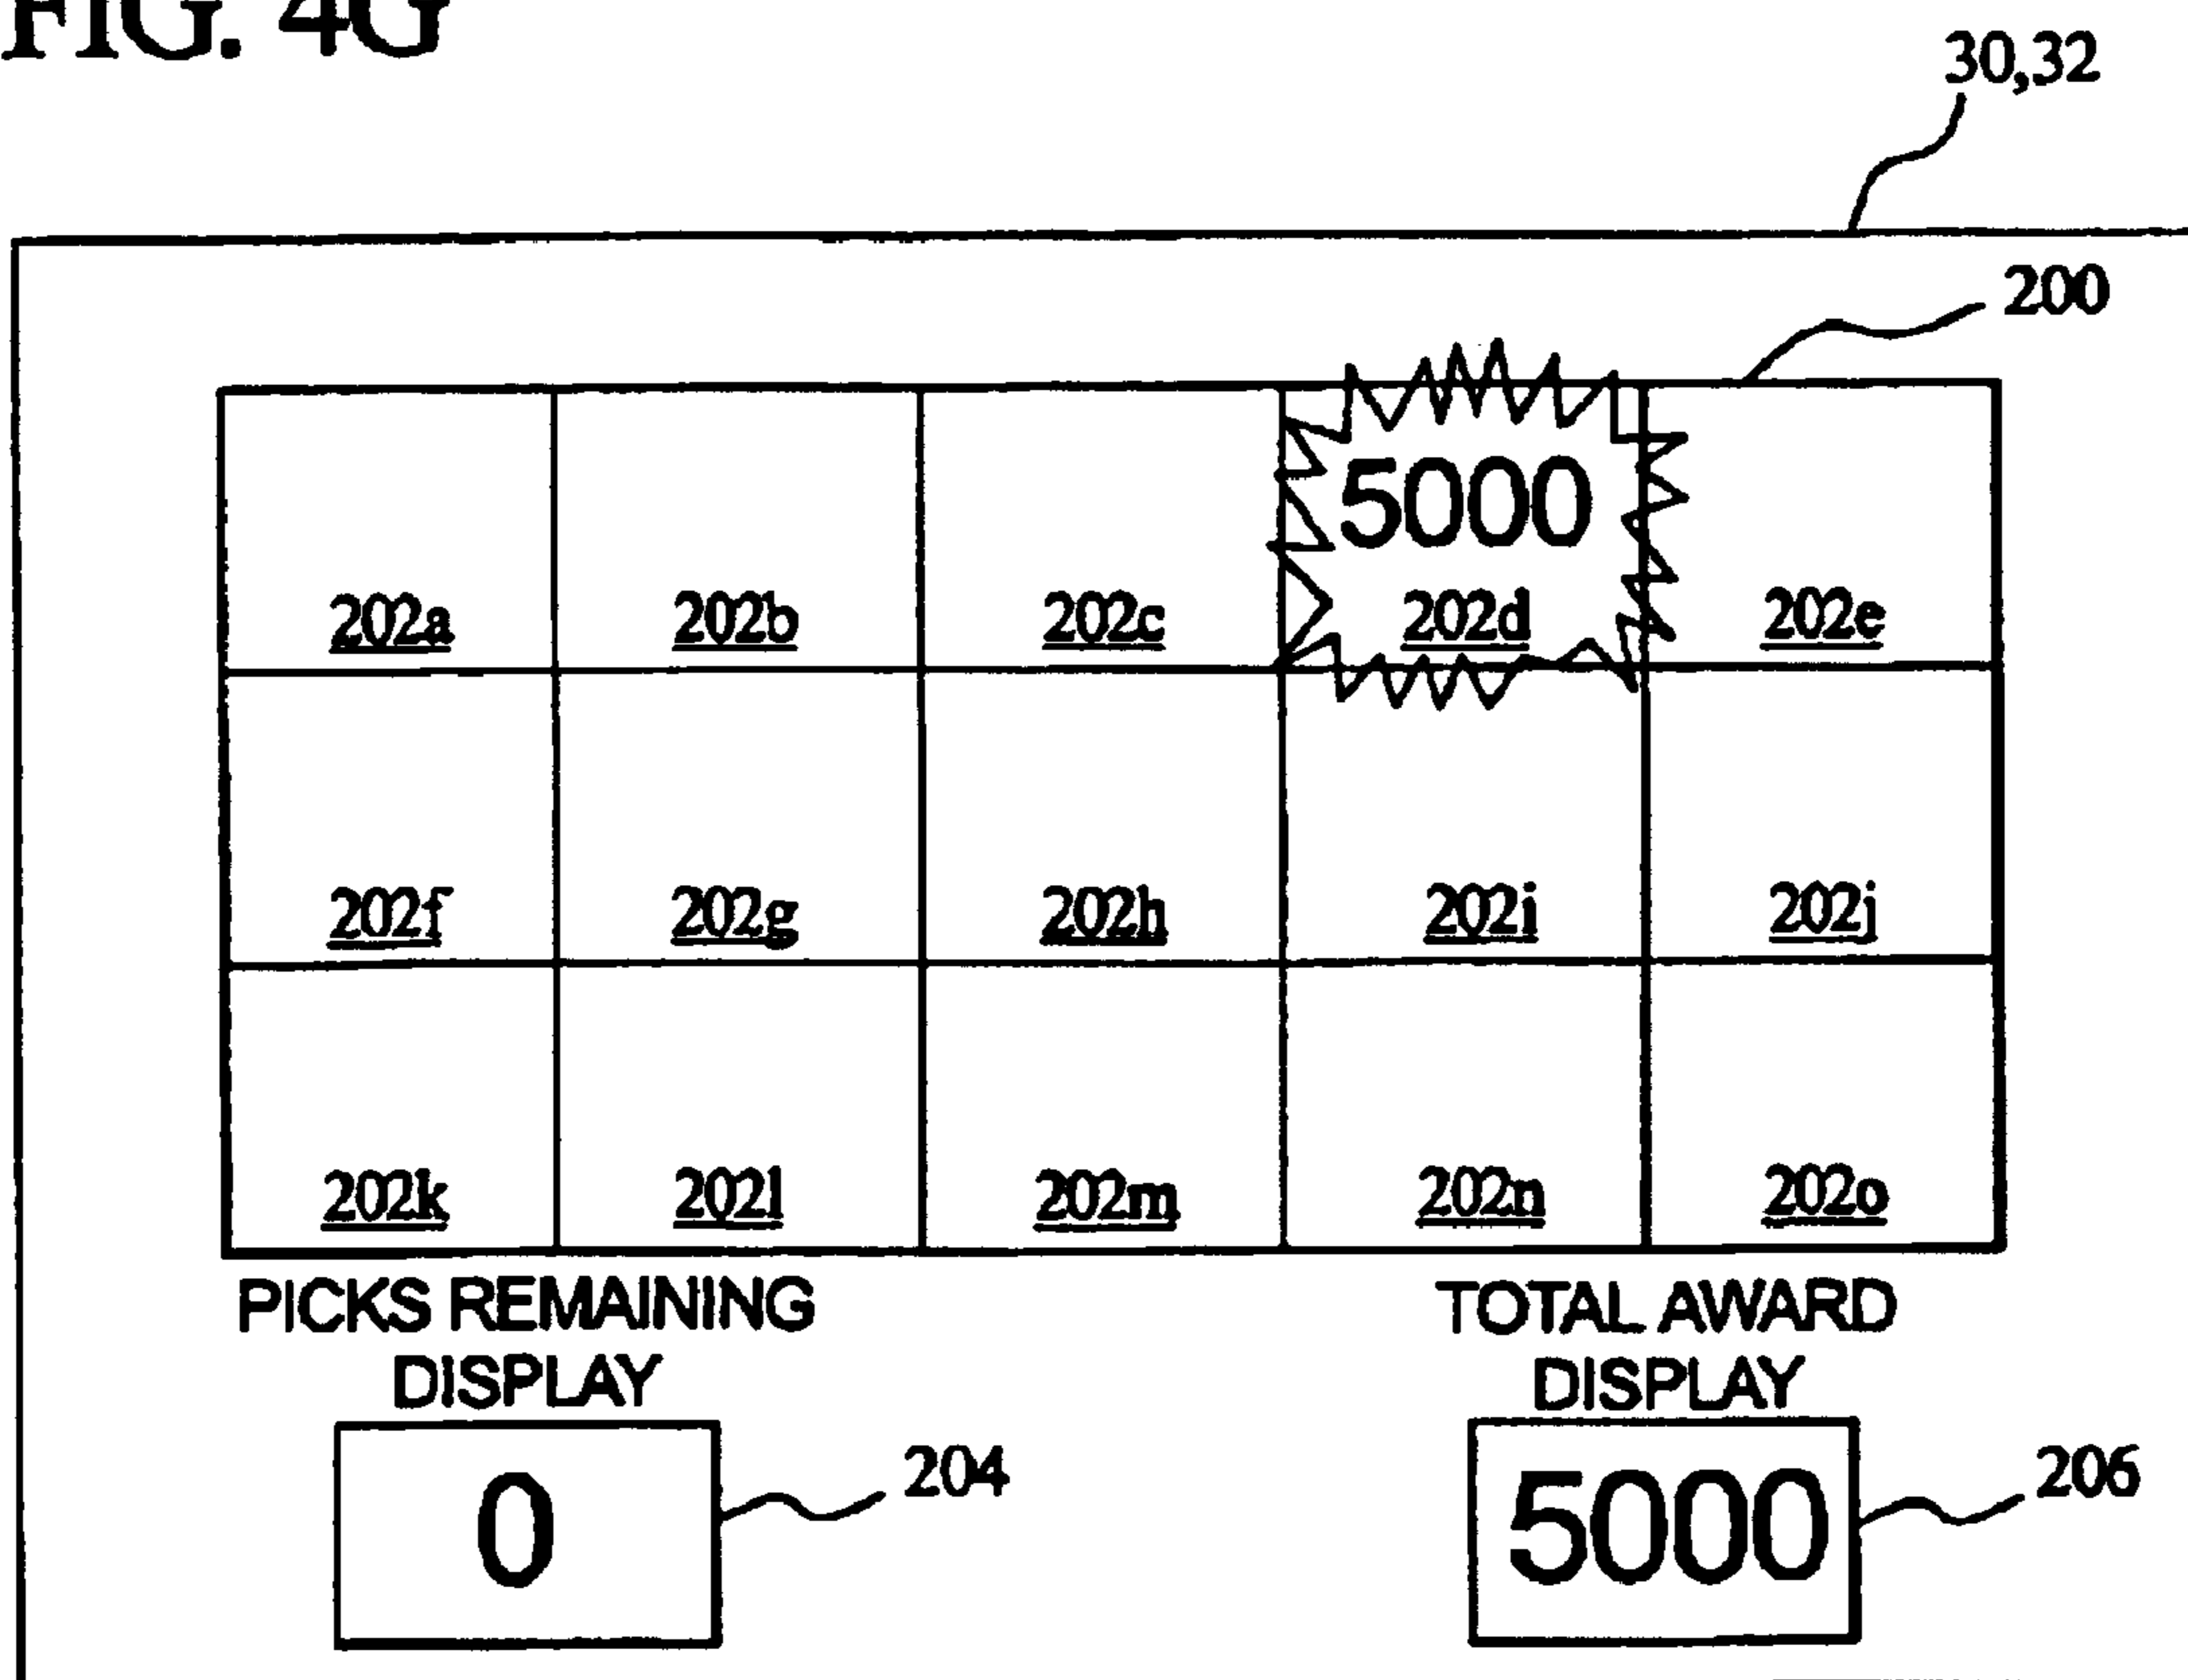 FIG. 4G
30,32
200
5000
202a 202b 202c 202d 202e
202f 202g 202h 202i 202j
202k 202l 202m 202n 202o
PICKS REMAINING
DISPLAY
TOTAL AWARD
DISPLAY
0
204
5000
206